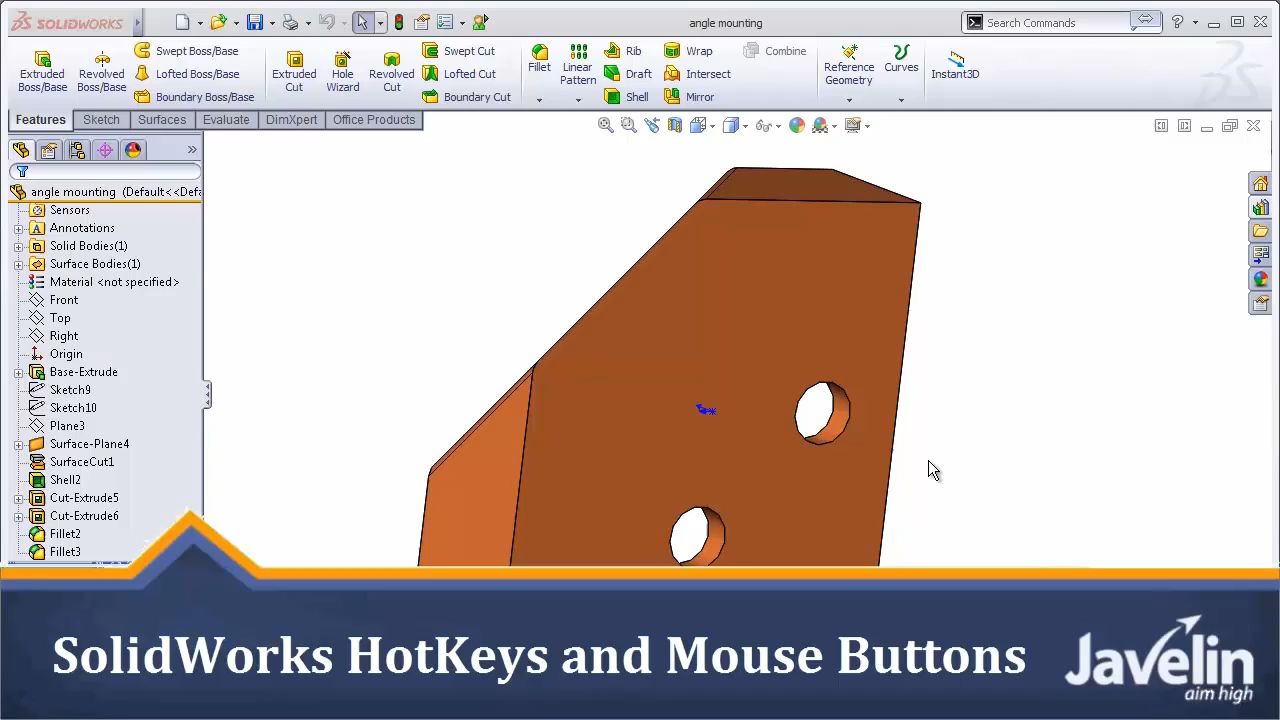 SOLIDWORKS
angle mounting
Search Commands
Extruded Boss/Base
Revolved Boss/Base
Swept Boss/Base
Lofted Boss/Base
Boundary Boss/Base
Extruded Cut
Hole Wizard
Revolved Cut
Swept Cut
Lofted Cut
Boundary Cut
Fillet
Linear Pattern
Rib
Draft
Shell
Wrap
Intersect
Mirror
Combine
Reference Geometry
Curves
Instant3D
Features
Sketch
Surfaces
Evaluate
DimXpert
Office Products
angle mounting (Default<<Defa
Sensors
Annotations
Solid Bodies(1)
Surface Bodies(1)
Material <not specified>
Front
Top
Right
Origin
Base-Extrude
Sketch9
Sketch10
Plane3
Surface-Plane4
SurfaceCut1
Shell2
Cut-Extrude5
Cut-Extrude6
Fillet2
Fillet3
SolidWorks HotKeys and Mouse Buttons
Javelin
aim high